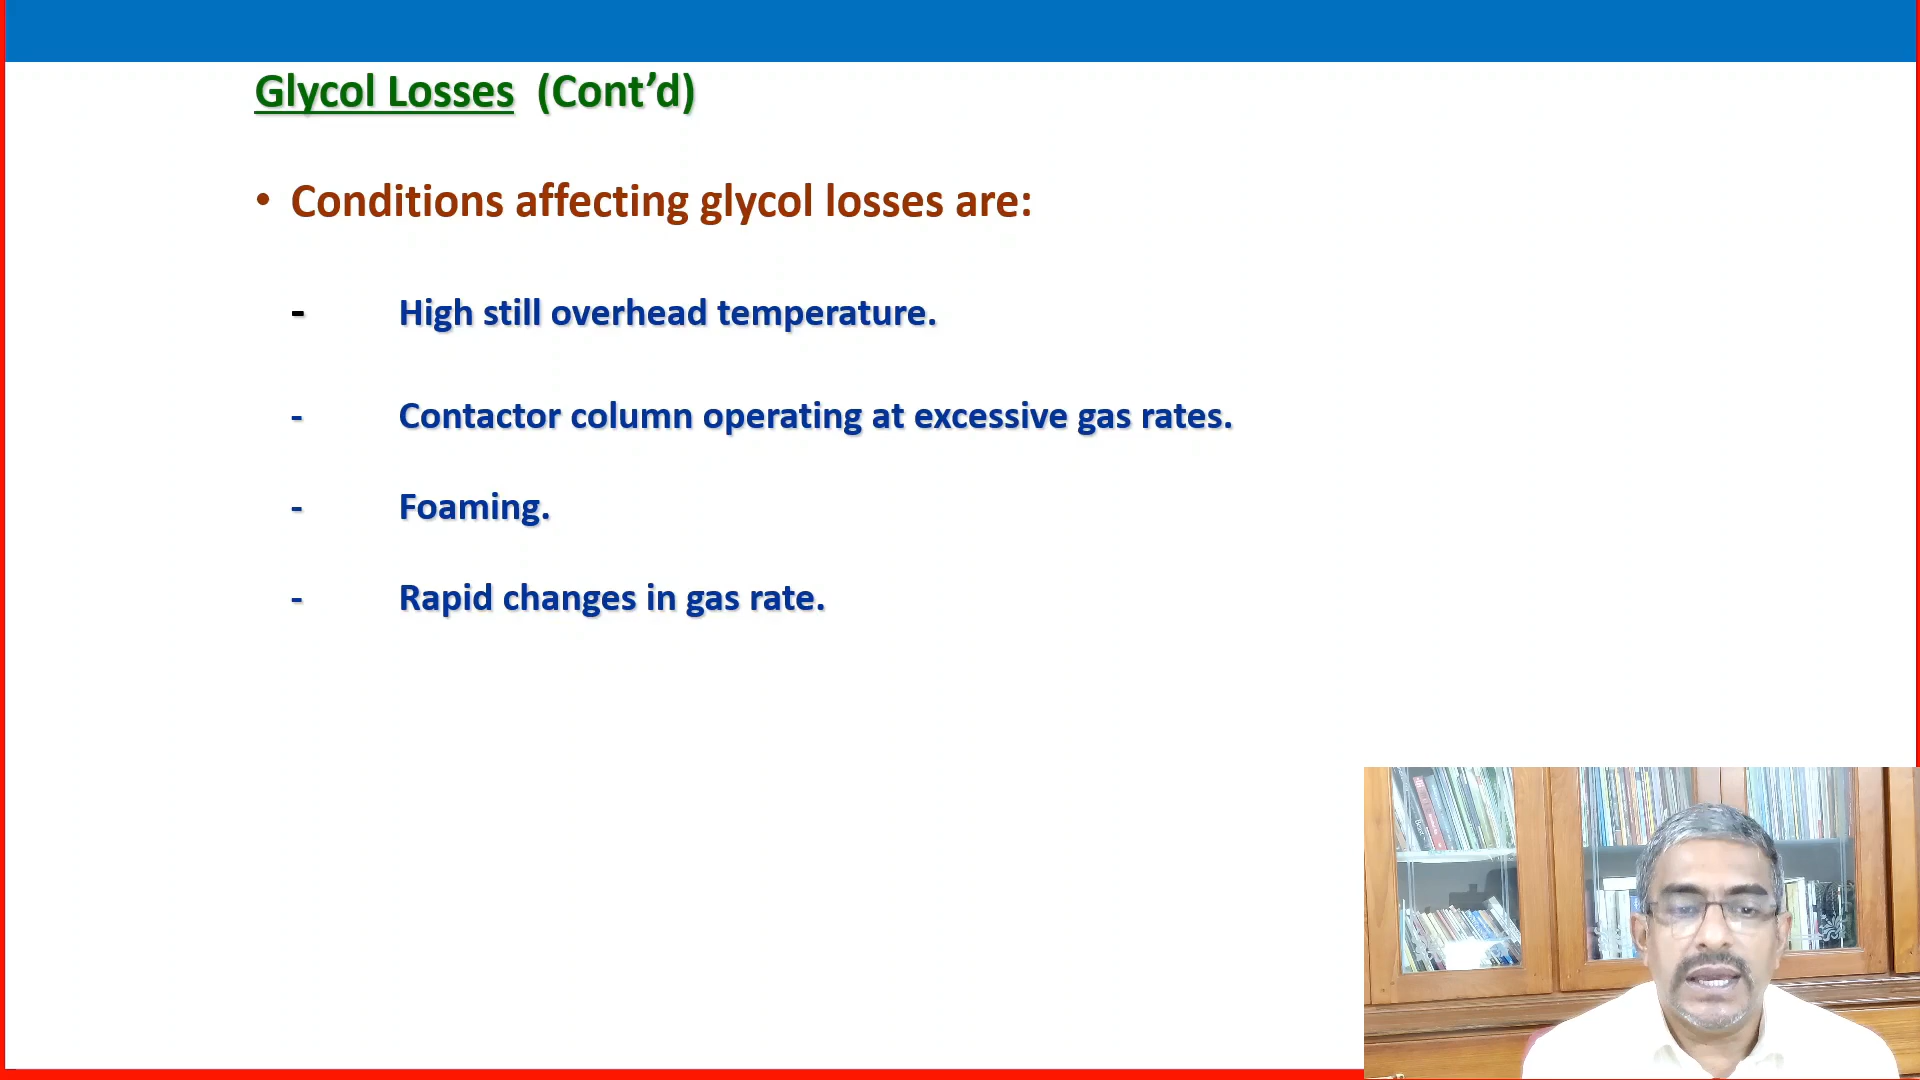 Glycol Losses (Cont’d)
• Conditions affecting glycol losses are:
- High still overhead temperature.
- Contactor column operating at excessive gas rates.
- Foaming.
- Rapid changes in gas rate.